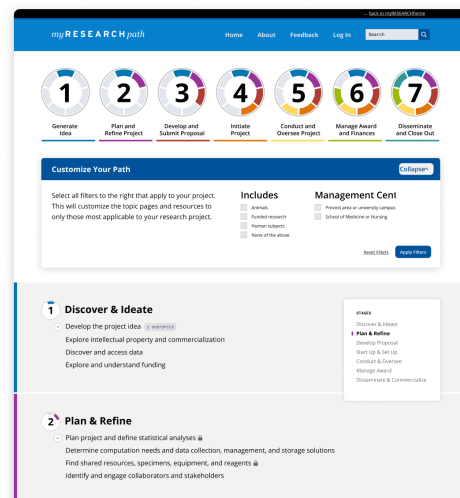 ← back to myRESEARCHhome
myRESEARCHpath
Home About Feedback Log In Search
1 2 3 4 5 6 7
Generate Idea
Plan and Refine Project
Develop and Submit Proposal
Initiate Project
Conduct and Oversee Project
Manage Award and Finances
Disseminate and Close Out
Customize Your Path
Collapse
Select all filters to the right that apply to your project.
This will customize the topic pages and resources to
only those most applicable to your research project.
Includes
Animals
Funded research
Human subjects
None of the above
Management Cent
Provost area or university campus
School of Medicine or Nursing
Reset Filters Apply Filters
1 Discover & Ideate
Develop the project idea 2 SUBTOPICS
Explore intellectual property and commercialization
Discover and access data
Explore and understand funding
STAGES
Discover & Ideate
Plan & Refine
Develop Proposal
Start Up & Set Up
Conduct & Oversee
Manage Award
Disseminate & Commercialize
2 Plan & Refine
Plan project and define statistical analyses
Determine computation needs and data collection, management, and storage solutions
Find shared resources, specimens, equipment, and reagents
Identify and engage collaborators and stakeholders